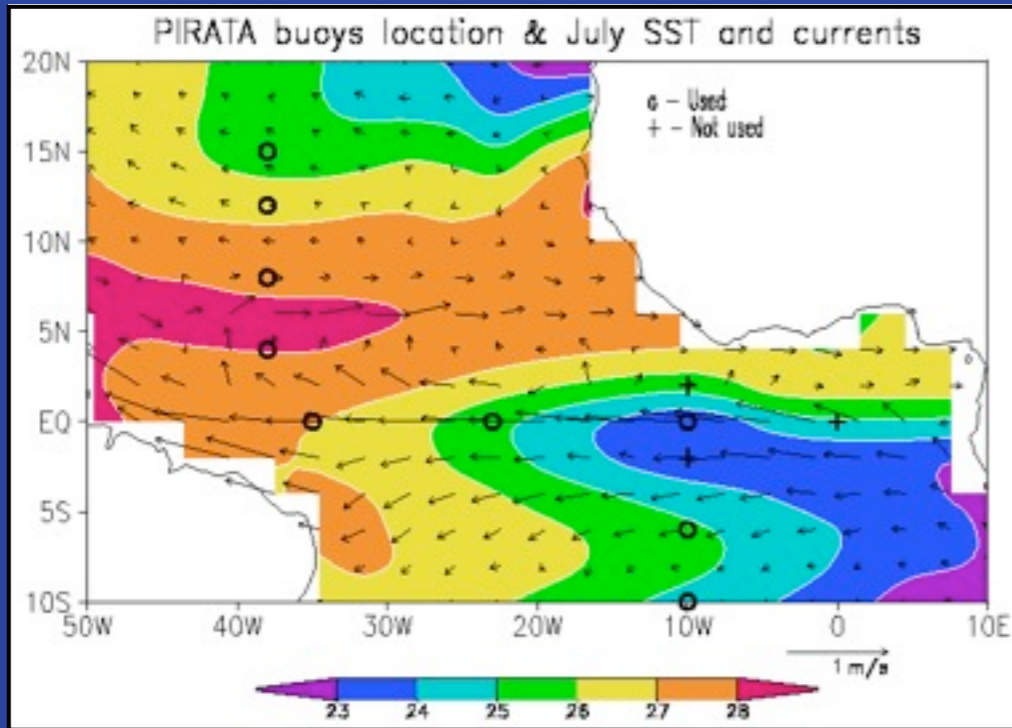 PIRATA buoys location & July SST and currents
20N
o – Used
+ – Not used
15N
10N
5N
EQ
5S
10S
50W 40W 30W 20W 10W 0 10E
1 m/s
23 24 25 26 27 28